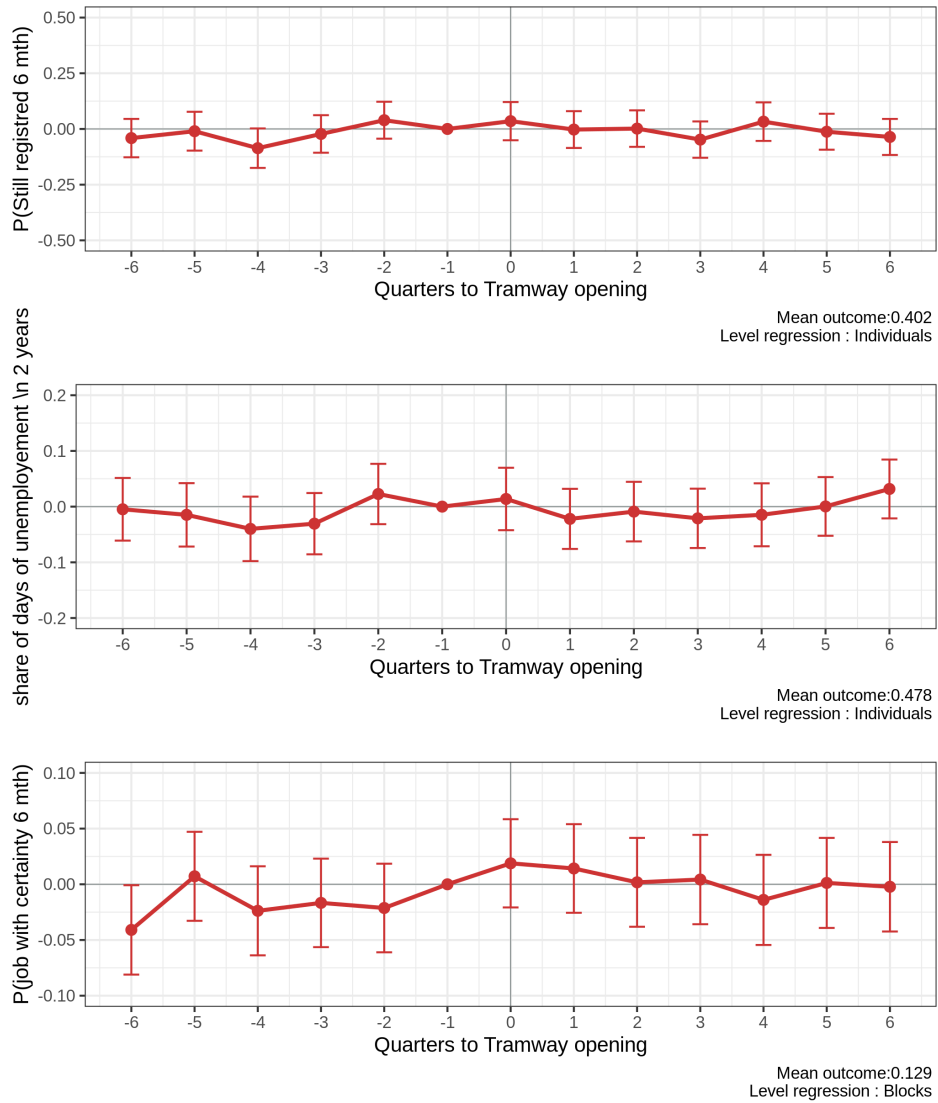 P(Still registred 6 mth)
0.50
0.25
0.00
-0.25
-0.50
-6 -5 -4 -3 -2 -1 0 1 2 3 4 5 6
Quarters to Tramway opening
Mean outcome:0.402
Level regression : Individuals
share of days of unemployement \n 2 years
0.2
0.1
0.0
-0.1
-0.2
-6 -5 -4 -3 -2 -1 0 1 2 3 4 5 6
Quarters to Tramway opening
Mean outcome:0.478
Level regression : Individuals
P(job with certainty 6 mth)
0.10
0.05
0.00
-0.05
-0.10
-6 -5 -4 -3 -2 -1 0 1 2 3 4 5 6
Quarters to Tramway opening
Mean outcome:0.129
Level regression : Blocks